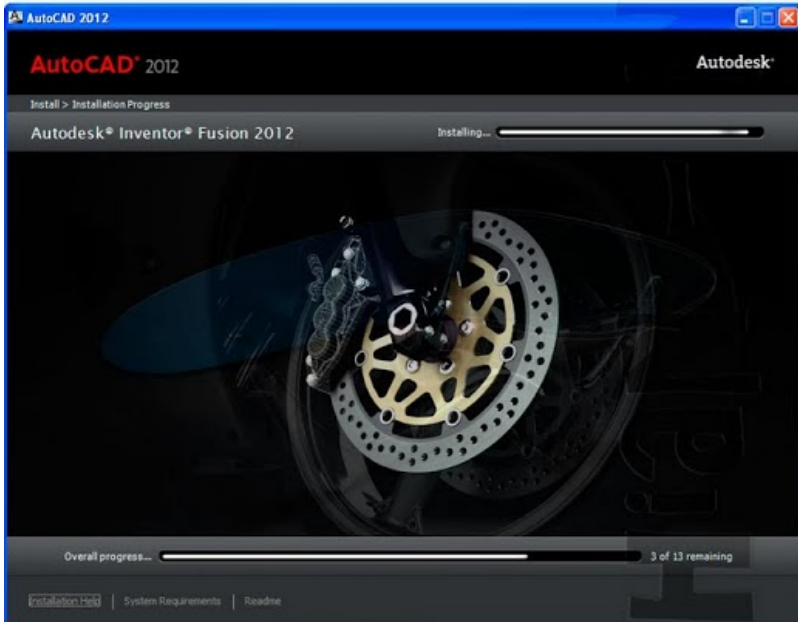 AutoCAD 2012
AutoCAD® 2012
Autodesk®
Install > Installation Progress
Autodesk® Inventor® Fusion 2012
Installing...
Overall progress...
3 of 13 remaining
Installation Help | System Requirements | Readme